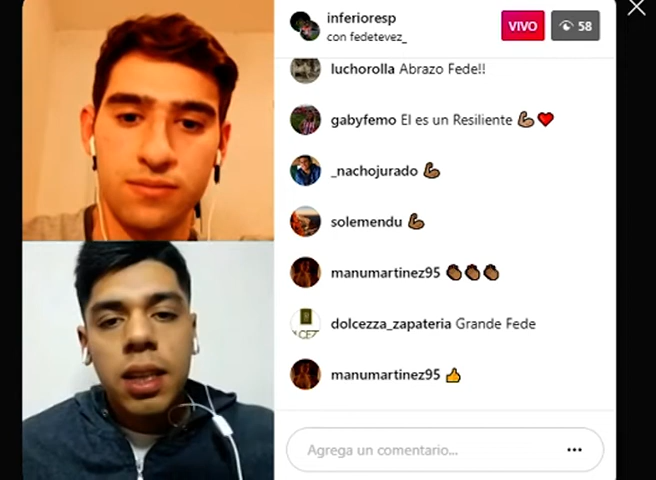 inferioresp
con fedetevez_
VIVO
58
luchorolla Abrazo Fede!!
gabyfemo El es un Resiliente 💪🏽❤️
_nachojurado 💪🏽
solemendu 💪🏽
manumartinez95 👏🏾👏🏾👏🏾
dolcezza_zapateria Grande Fede
manumartinez95 👍
Agrega un comentario...